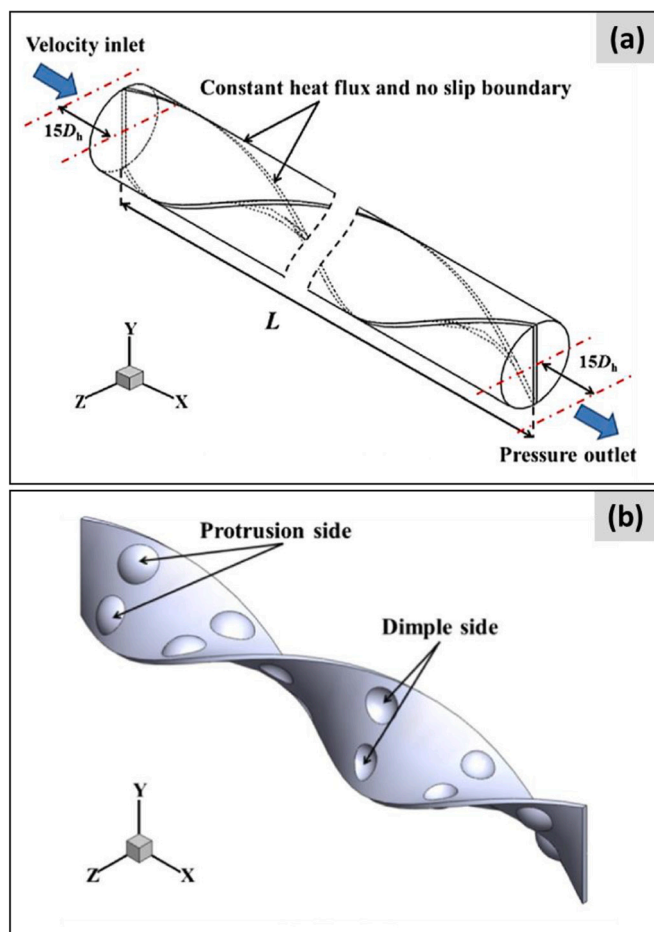 (a)
Velocity inlet
Constant heat flux and no slip boundary
15Dh
L
Y
Z
X
15Dh
Pressure outlet
(b)
Protrusion side
Dimple side
Y
Z
X